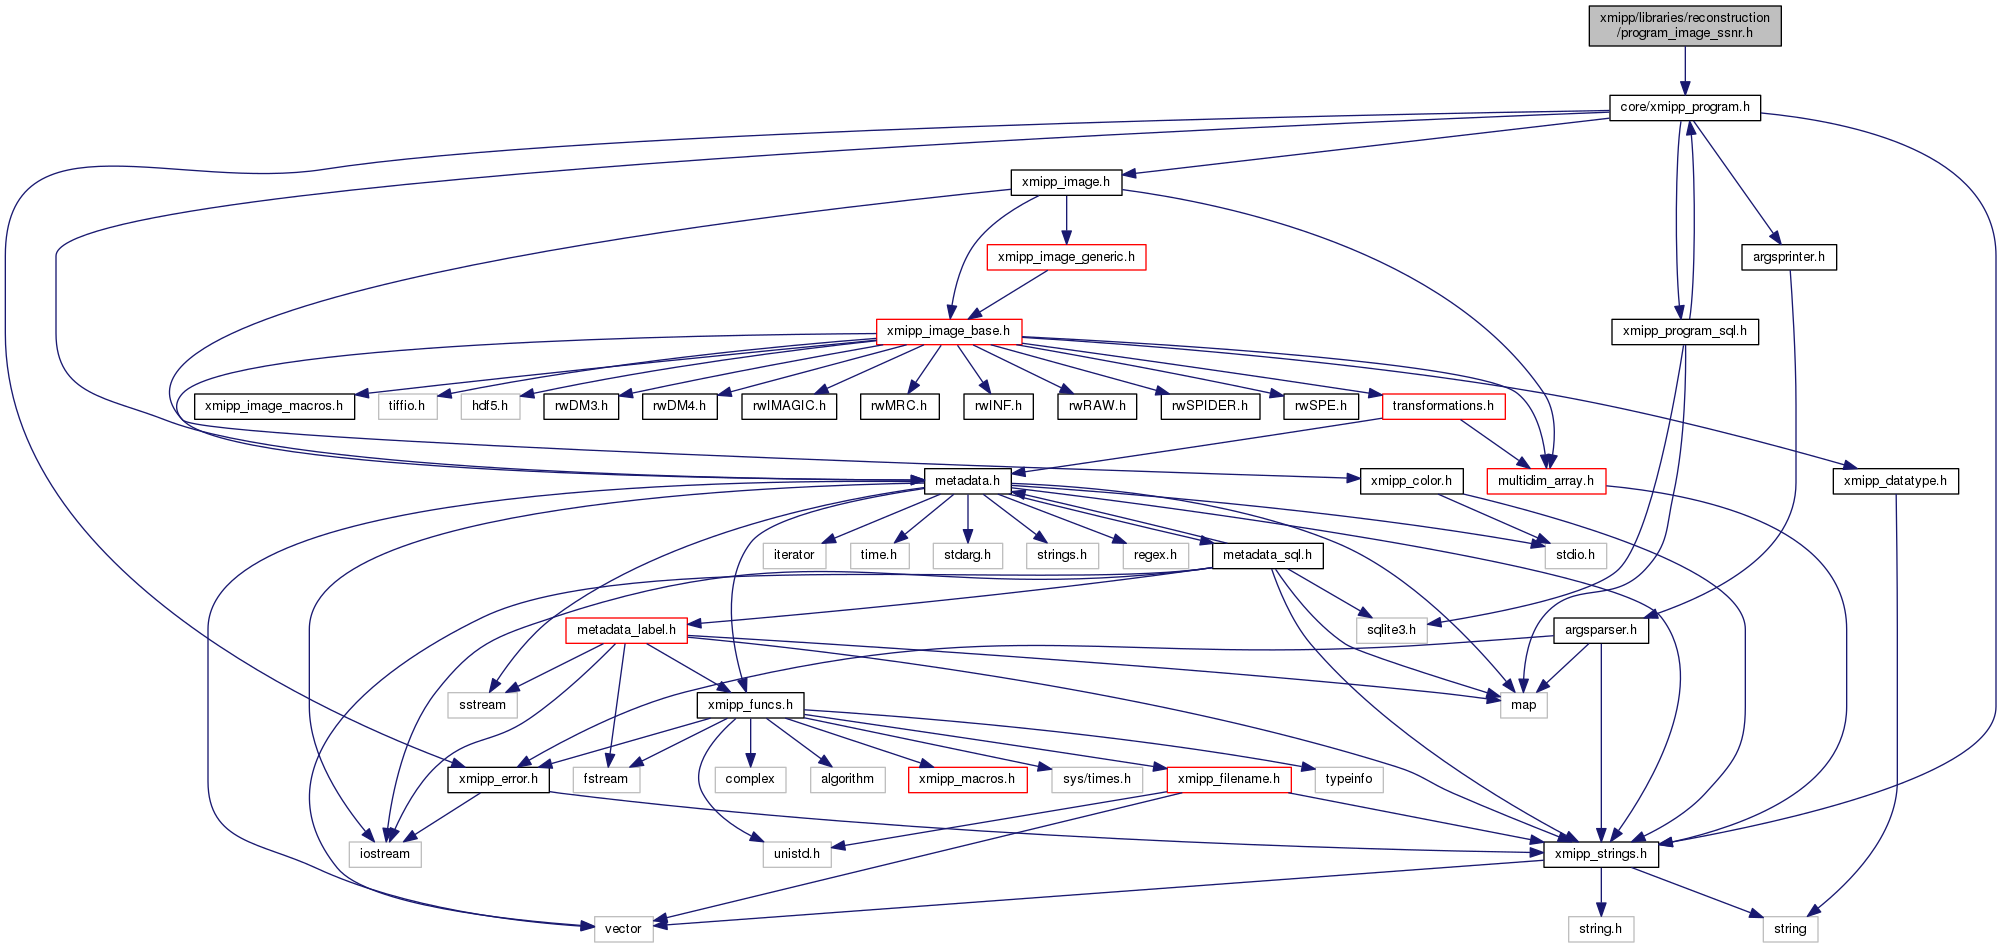 xmipp/libraries/reconstruction
/program_image_ssnr.h
core/xmipp_program.h
xmipp_image.h
xmipp_image_generic.h
argsprinter.h
xmipp_image_base.h
xmipp_program_sql.h
xmipp_image_macros.h
tiffio.h
hdf5.h
rwDM3.h
rwDM4.h
rwIMAGIC.h
rwMRC.h
rwINF.h
rwRAW.h
rwSPIDER.h
rwSPE.h
transformations.h
metadata.h
xmipp_color.h
multidim_array.h
xmipp_datatype.h
iterator
time.h
stdarg.h
strings.h
regex.h
metadata_sql.h
stdio.h
metadata_label.h
sqlite3.h
argsparser.h
sstream
xmipp_funcs.h
map
xmipp_error.h
fstream
complex
algorithm
xmipp_macros.h
sys/times.h
xmipp_filename.h
typeinfo
iostream
unistd.h
xmipp_strings.h
vector
string.h
string